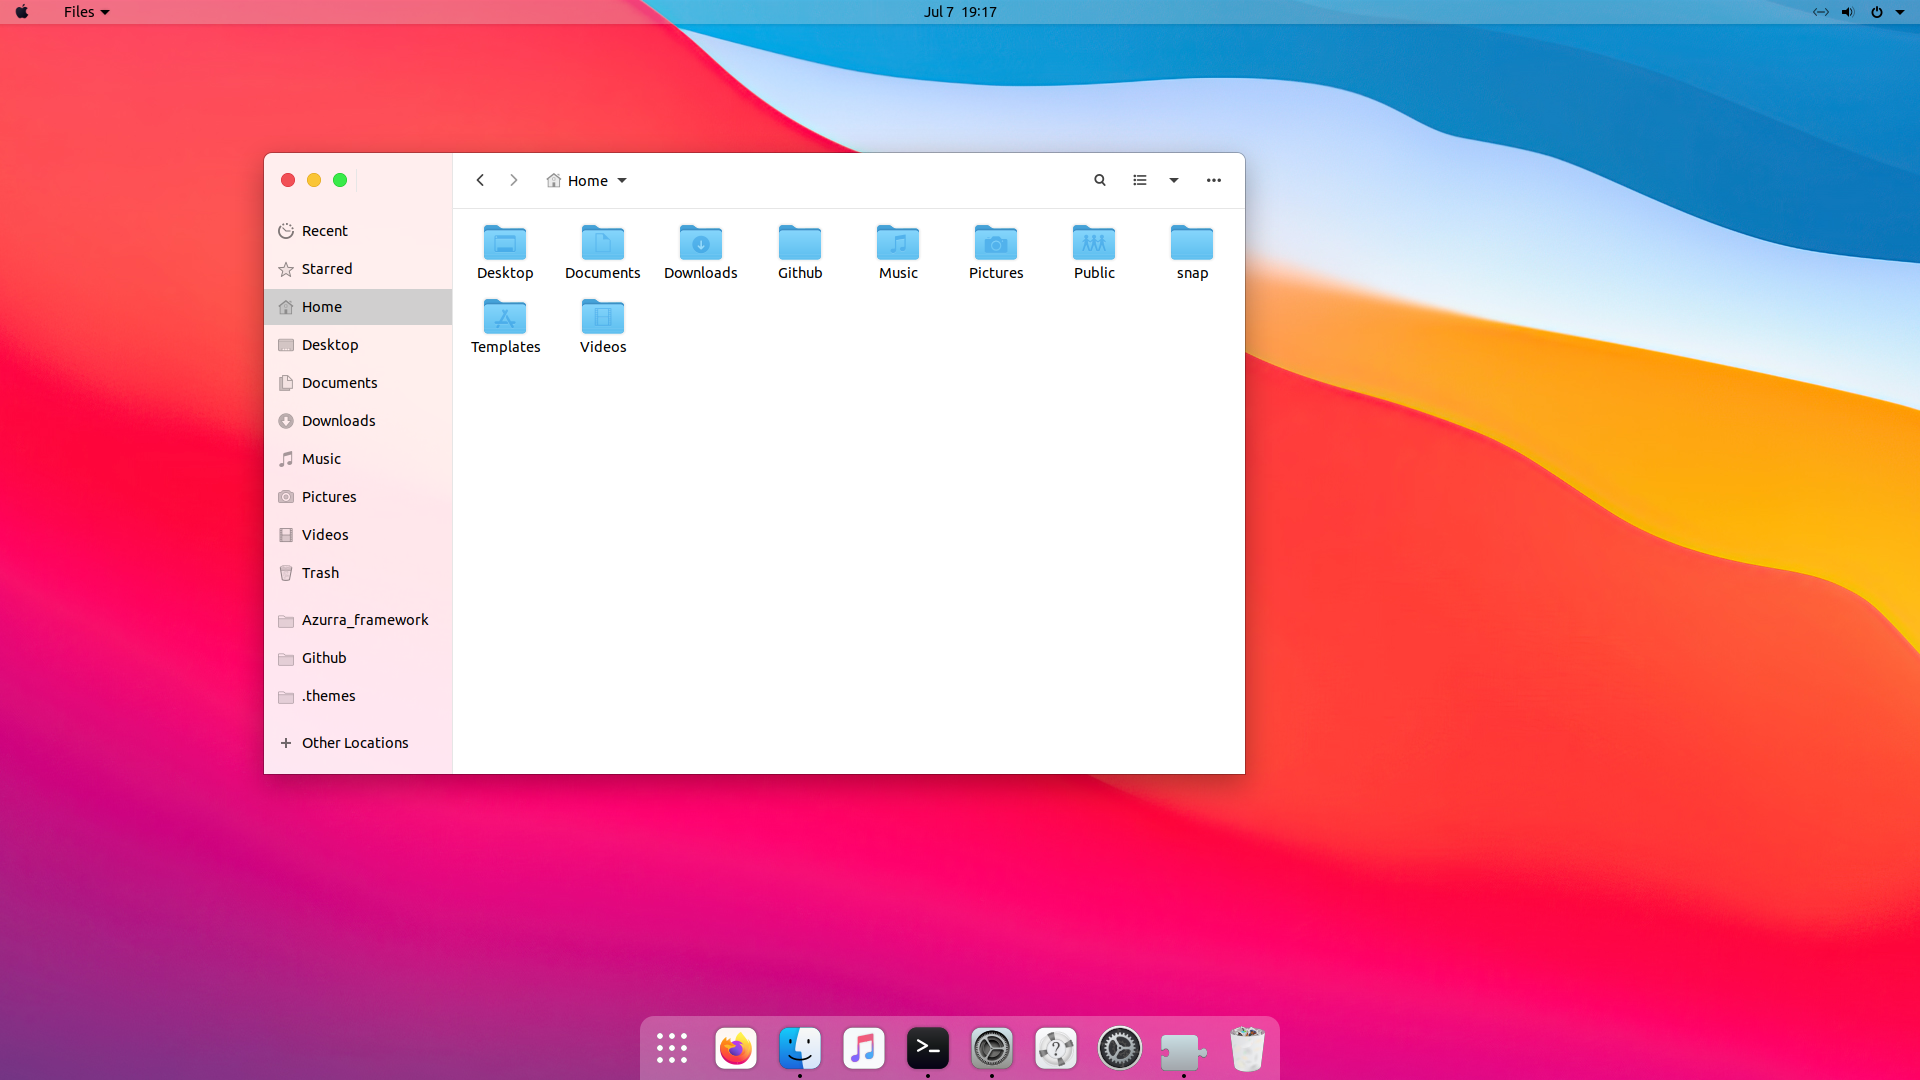 Files
Jul 7 19:17
Home
Recent
Starred
Home
Desktop
Documents
Downloads
Music
Pictures
Videos
Trash
Azurra_framework
Github
.themes
Other Locations
Desktop
Documents
Downloads
Github
Music
Pictures
Public
snap
Templates
Videos